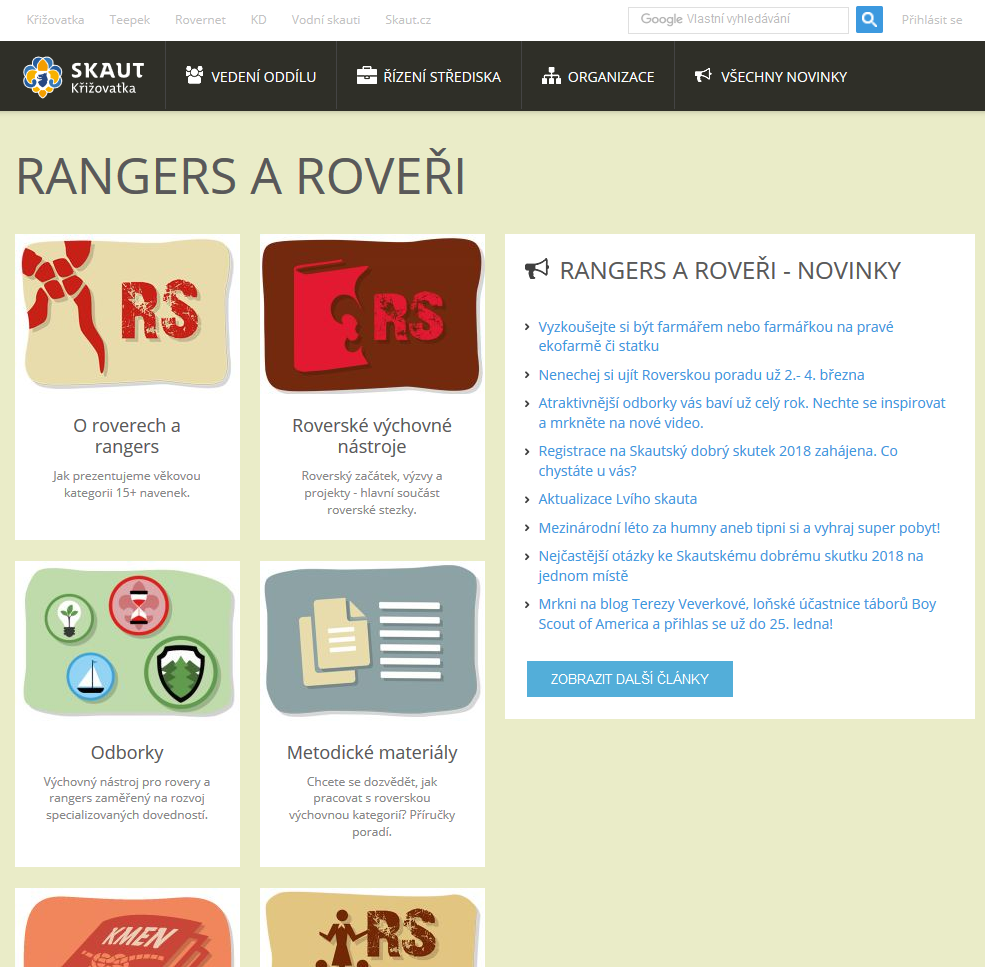 Křižovatka Teepek Rovernet KD Vodní skauti Skaut.cz
Google Vlastní vyhledávání
Přihlásit se
SKAUT
Křižovatka
VEDENÍ ODDÍLU
ŘÍZENÍ STŘEDISKA
ORGANIZACE
VŠECHNY NOVINKY
RANGERS A ROVEŘI
RS
O roverech a
rangers
Jak prezentujeme věkovou
kategorii 15+ navenek.
RS
Roverské výchovné
nástroje
Roverský začátek, výzvy a
projekty - hlavní součást
roverské stezky.
RANGERS A ROVEŘI - NOVINKY
Vyzkoušejte si být farmářem nebo farmářkou na pravé
ekofarmě či statku
Nenechej si ujít Roverskou poradu už 2.- 4. března
Atraktivnější odborky vás baví už celý rok. Nechte se inspirovat
a mrkněte na nové video.
Registrace na Skautský dobrý skutek 2018 zahájena. Co
chystáte u vás?
Aktualizace Lvího skauta
Mezinárodní léto za humny aneb tipni si a vyhraj super pobyt!
Nejčastější otázky ke Skautskému dobrému skutku 2018 na
jednom místě
Mrkni na blog Terezy Veverkové, loňské účastnice táborů Boy
Scout of America a přihlas se už do 25. ledna!
ZOBRAZIT DALŠÍ ČLÁNKY
Odborky
Výchovný nástroj pro rovery a
rangers zaměřený na rozvoj
specializovaných dovedností.
Metodické materiály
Chcete se dozvědět, jak
pracovat s roverskou
výchovnou kategorií? Příručky
poradí.
KMEN
RS